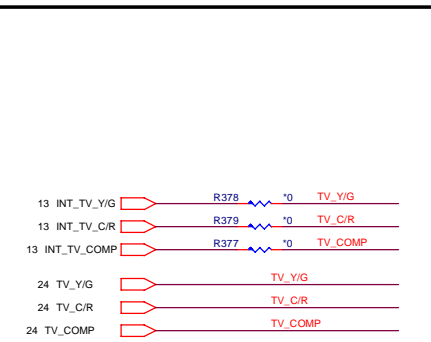 13 INT_TV_Y/G R378 *0 TV_Y/G
13 INT_TV_C/R R379 *0 TV_C/R
13 INT_TV_COMP R377 *0 TV_COMP
24 TV_Y/G TV_Y/G
24 TV_C/R TV_C/R
24 TV_COMP TV_COMP